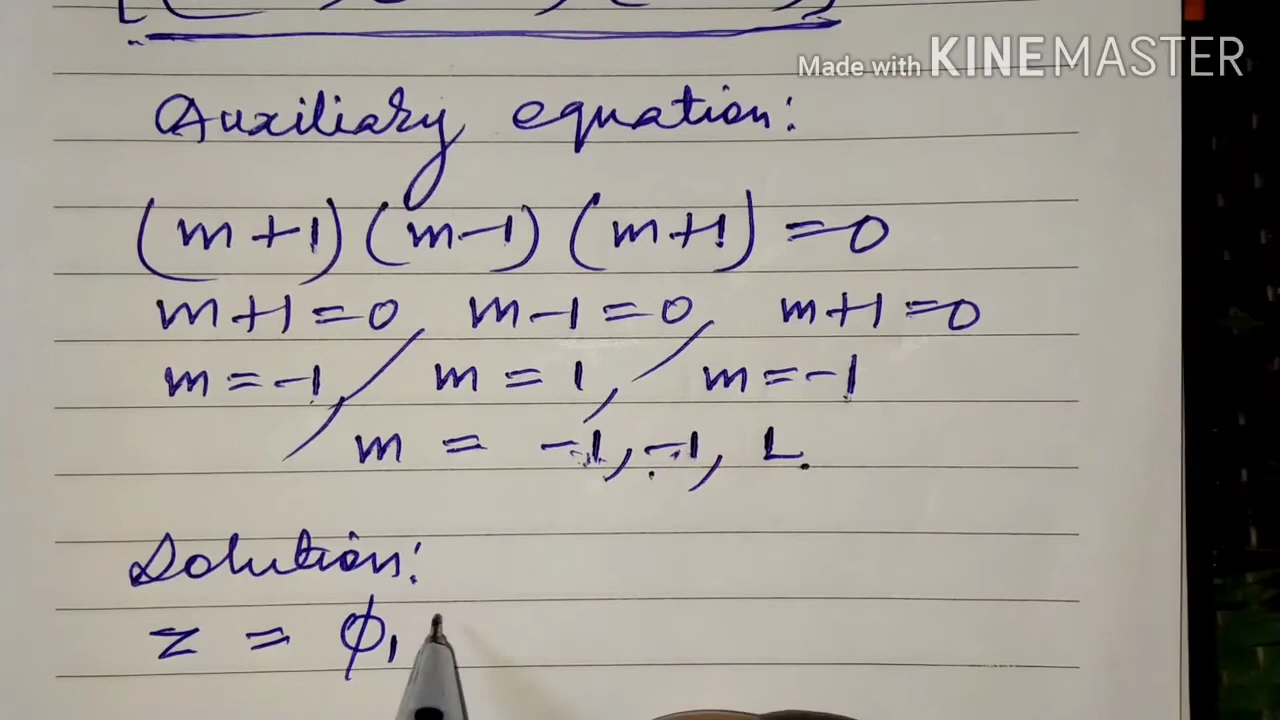 Made with KINEMASTER
Auxiliary equation:
(m+1) (m-1) (m+1) = 0
m+1=0, m-1=0, m+1=0
m=-1, m=1, m=-1
m = -1, -1, 1.
Solution:
z = ϕ₁